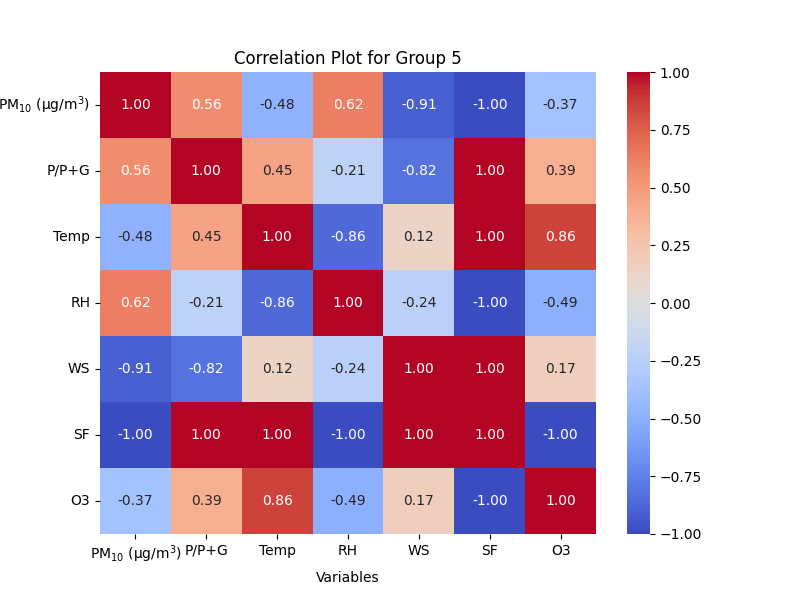 Correlation Plot for Group 5
PM₁₀ (μg/m³) 1.00 0.56 -0.48 0.62 -0.91 -1.00 -0.37
P/P+G 0.56 1.00 0.45 -0.21 -0.82 1.00 0.39
Temp -0.48 0.45 1.00 -0.86 0.12 1.00 0.86
RH 0.62 -0.21 -0.86 1.00 -0.24 -1.00 -0.49
WS -0.91 -0.82 0.12 -0.24 1.00 1.00 0.17
SF -1.00 1.00 1.00 -1.00 1.00 1.00 -1.00
O3 -0.37 0.39 0.86 -0.49 0.17 -1.00 1.00
PM₁₀ (μg/m³) P/P+G Temp RH WS SF O3
Variables
1.00
0.75
0.50
0.25
0.00
−0.25
−0.50
−0.75
−1.00